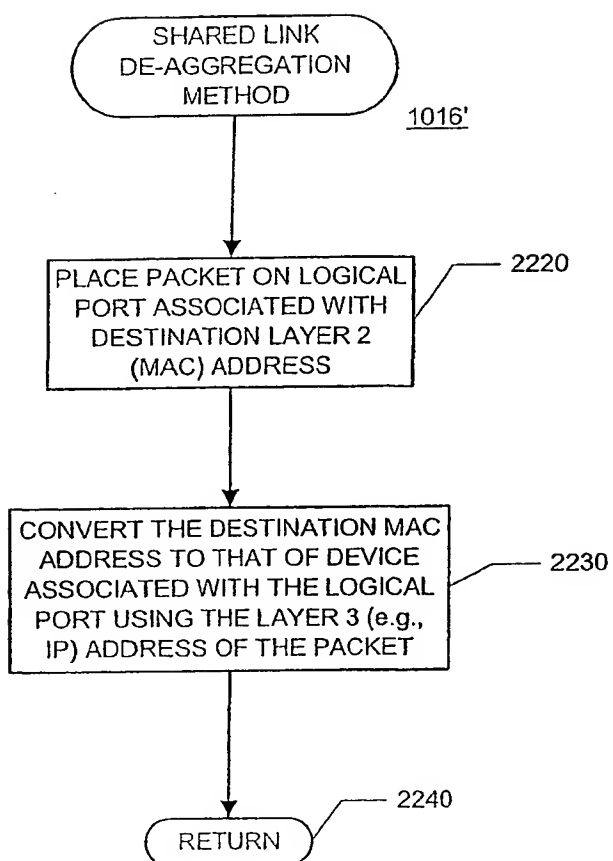 SHARED LINK
DE-AGGREGATION
METHOD
1016'
PLACE PACKET ON LOGICAL
PORT ASSOCIATED WITH
DESTINATION LAYER 2
(MAC) ADDRESS
2220
CONVERT THE DESTINATION MAC
ADDRESS TO THAT OF DEVICE
ASSOCIATED WITH THE LOGICAL
PORT USING THE LAYER 3 (e.g.,
IP) ADDRESS OF THE PACKET
2230
RETURN
2240